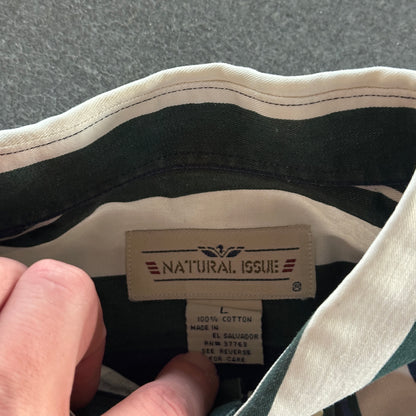 NATURAL ISSUE
®
L
100% COTTON
MADE IN
EL SALVADOR
RN# 37763
SEE REVERSE
FOR CARE